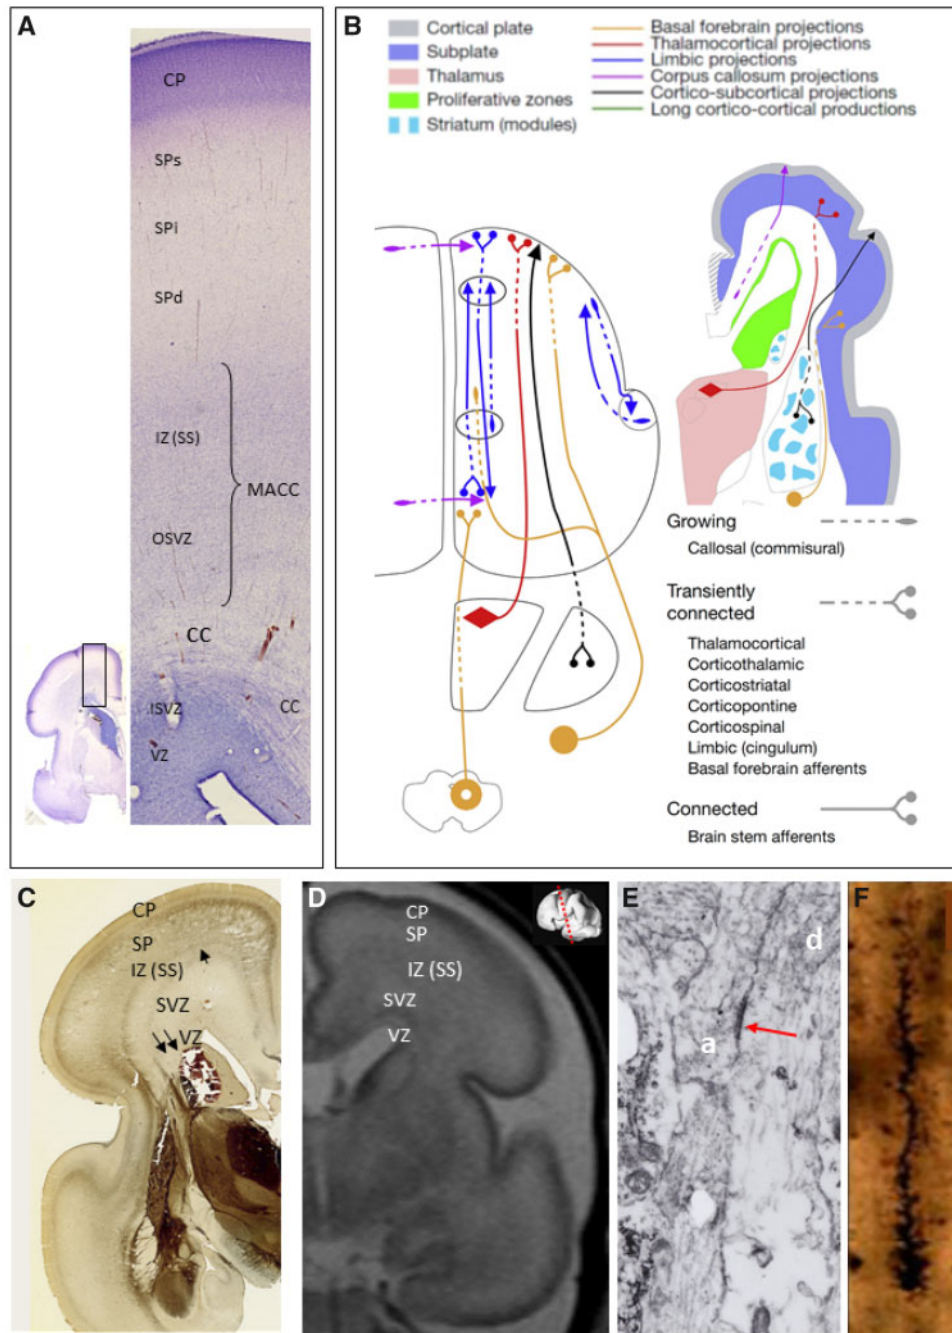 A
CP
SPs
SPi
SPd
IZ (SS)
MACC
OSVZ
CC
ISVZ
CC
VZ
B
Cortical plate
Subplate
Thalamus
Proliferative zones
Striatum (modules)
Basal forebrain projections
Thalamocortical projections
Limbic projections
Corpus callosum projections
Cortico-subcortical projections
Long cortico-cortical productions
Growing
Callosal (commisural)
Transiently
connected
Thalamocortical
Corticothalamic
Corticostriatal
Corticopontine
Corticospinal
Limbic (cingulum)
Basal forebrain afferents
Connected
Brain stem afferents
C
CP
SP
IZ (SS)
SVZ
VZ
D
CP
SP
IZ (SS)
SVZ
VZ
E
d
a
F